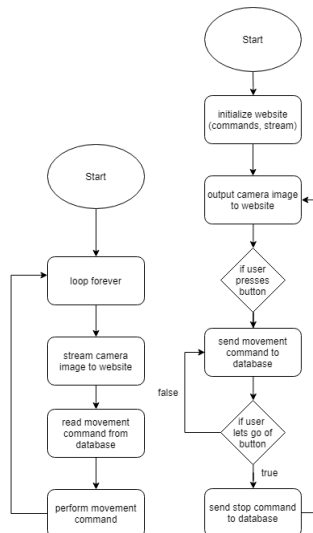 Start
loop forever
stream camera
image to website
read movement
command from
database
perform movement
command
Start
initialize website
(commands, stream)
output camera image
to website
if user
presses
button
send movement
command to
database
false
if user
lets go of
button
true
send stop command
to database